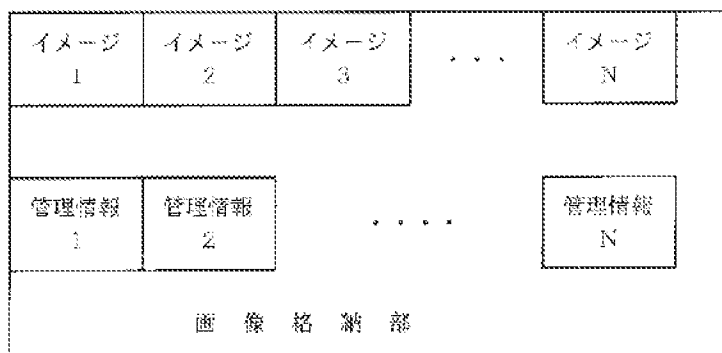 イメージ イメージ イメージ イメージ
1 2 3 ・・・ N
管理情報 管理情報 管理情報
1 2 ・・・・ N
画像格納部